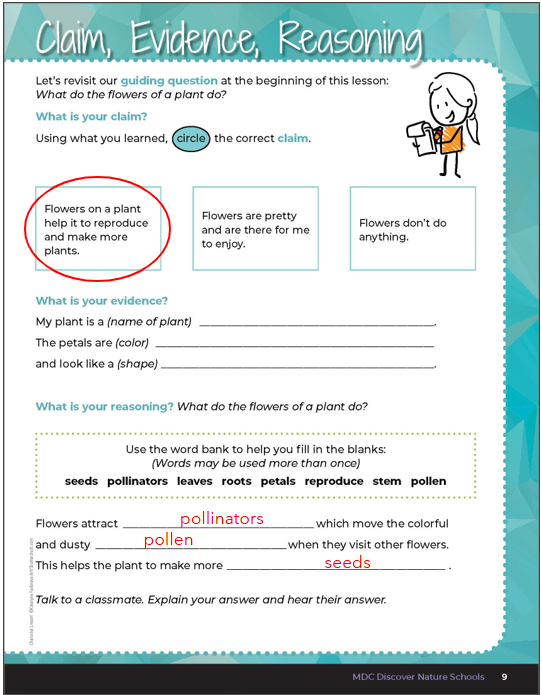 Claim, Evidence, Reasoning
Let's revisit our guiding question at the beginning of this lesson:
What do the flowers of a plant do?
What is your claim?
Using what you learned, circle the correct claim.
Flowers on a plant
help it to reproduce
and make more
plants.
Flowers are pretty
and are there for me
to enjoy.
Flowers don't do
anything.
What is your evidence?
My plant is a (name of plant) ____________________.
The petals are (color) ____________________
and look like a (shape) ____________________.
What is your reasoning? What do the flowers of a plant do?
Use the word bank to help you fill in the blanks:
(Words may be used more than once)
seeds pollinators leaves roots petals reproduce stem pollen
Flowers attract pollinators which move the colorful
and dusty pollen when they visit other flowers.
This helps the plant to make more seeds.
Talk to a classmate. Explain your answer and hear their answer.
MDC Discover Nature Schools 9